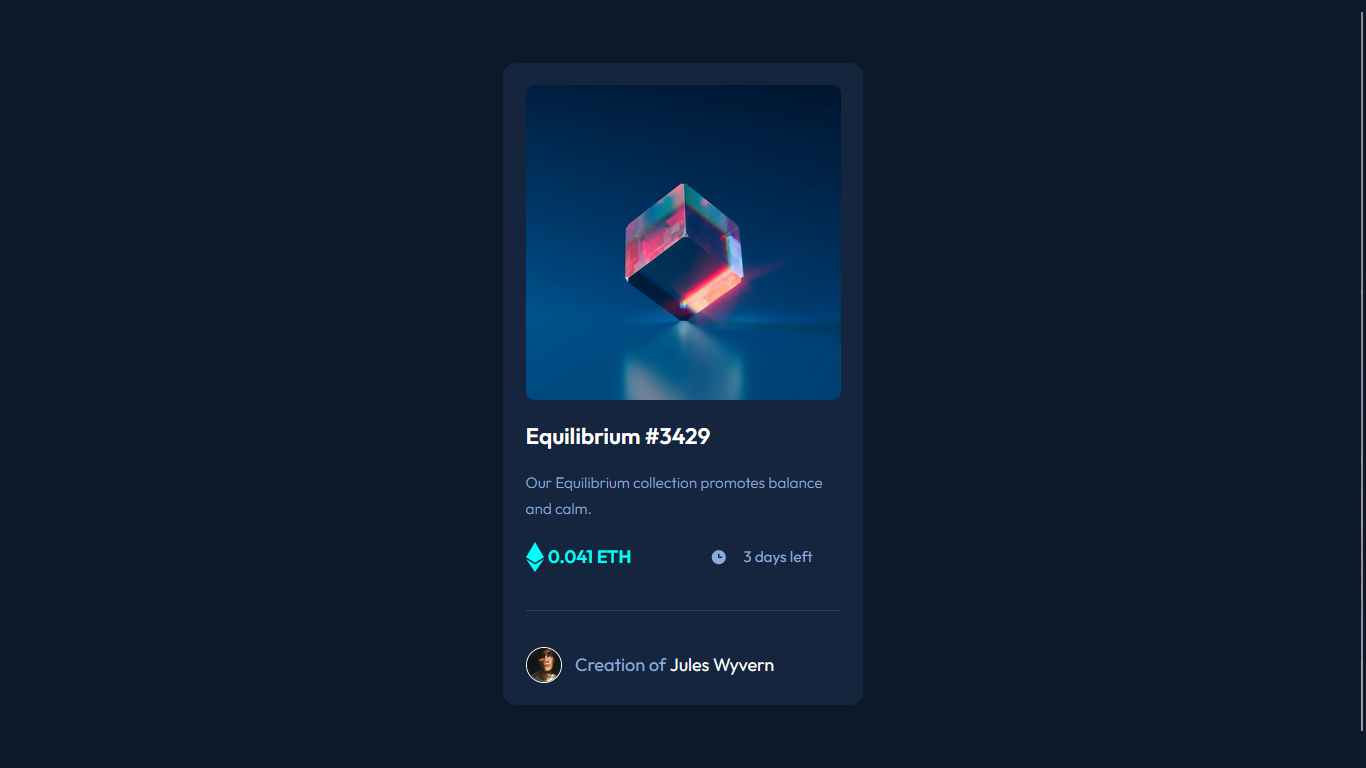 Equilibrium #3429
Our Equilibrium collection promotes balance
and calm.
0.041 ETH
3 days left
Creation of Jules Wyvern